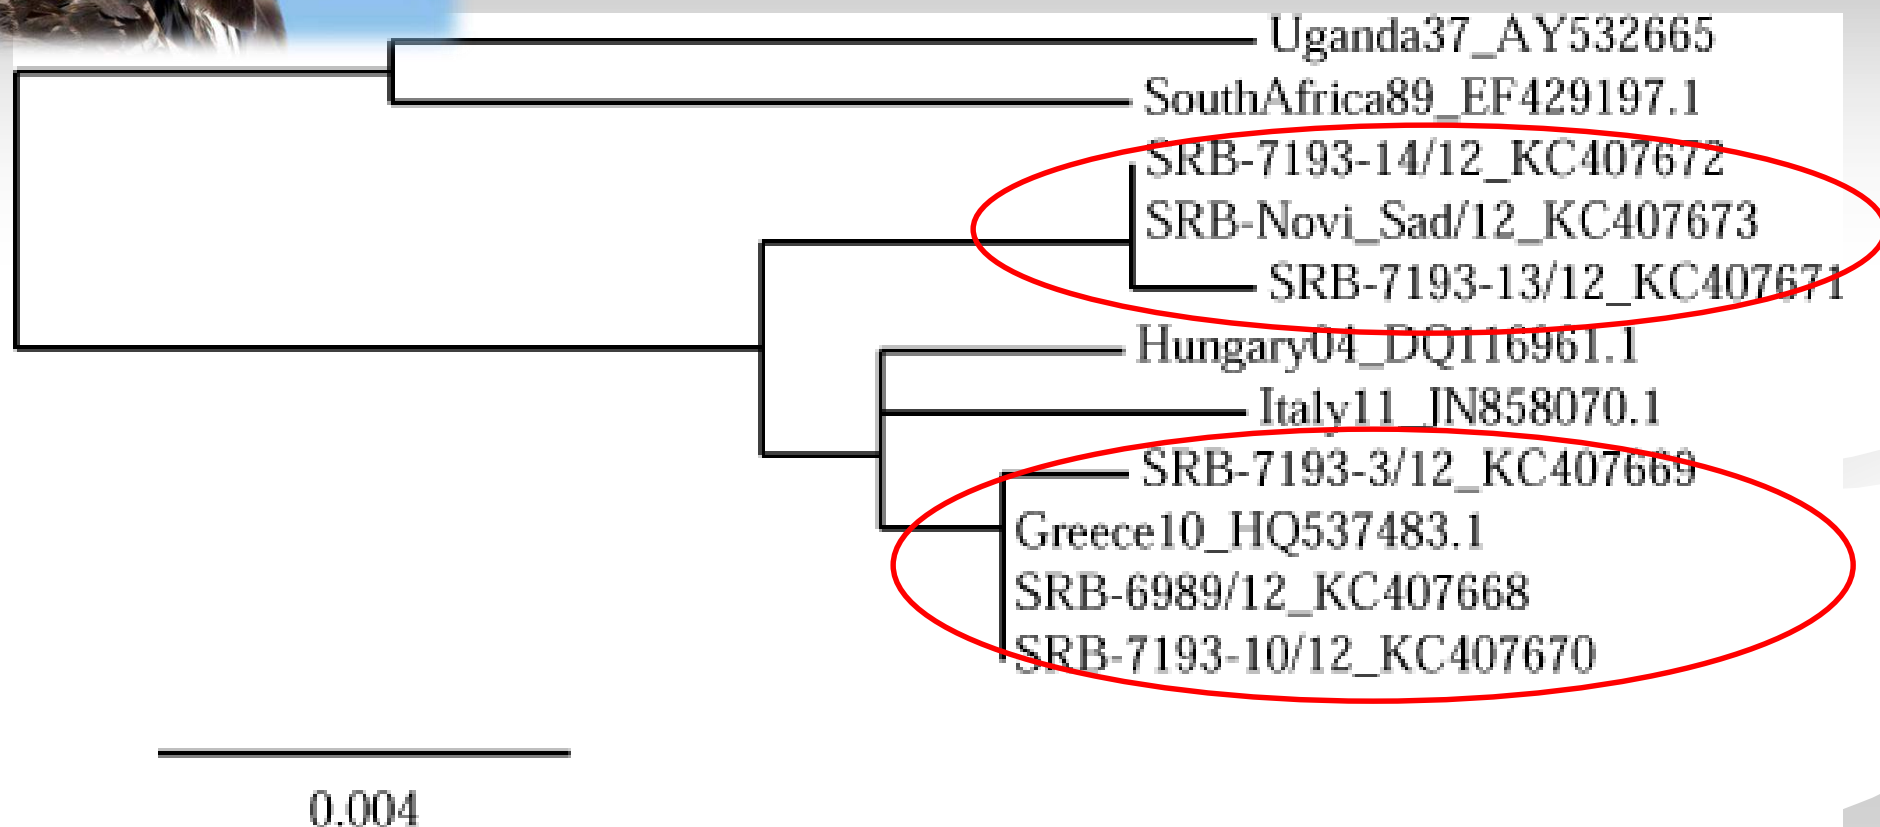 Uganda37_AY532665
SouthAfrica89_EF429197.1
SRB-7193-14/12_KC407672
SRB-Novi_Sad/12_KC407673
SRB-7193-13/12_KC407671
Hungary04_DQ116961.1
Italy11_JN858070.1
SRB-7193-3/12_KC407669
Greece10_HQ537483.1
SRB-6989/12_KC407668
SRB-7193-10/12_KC407670
0.004